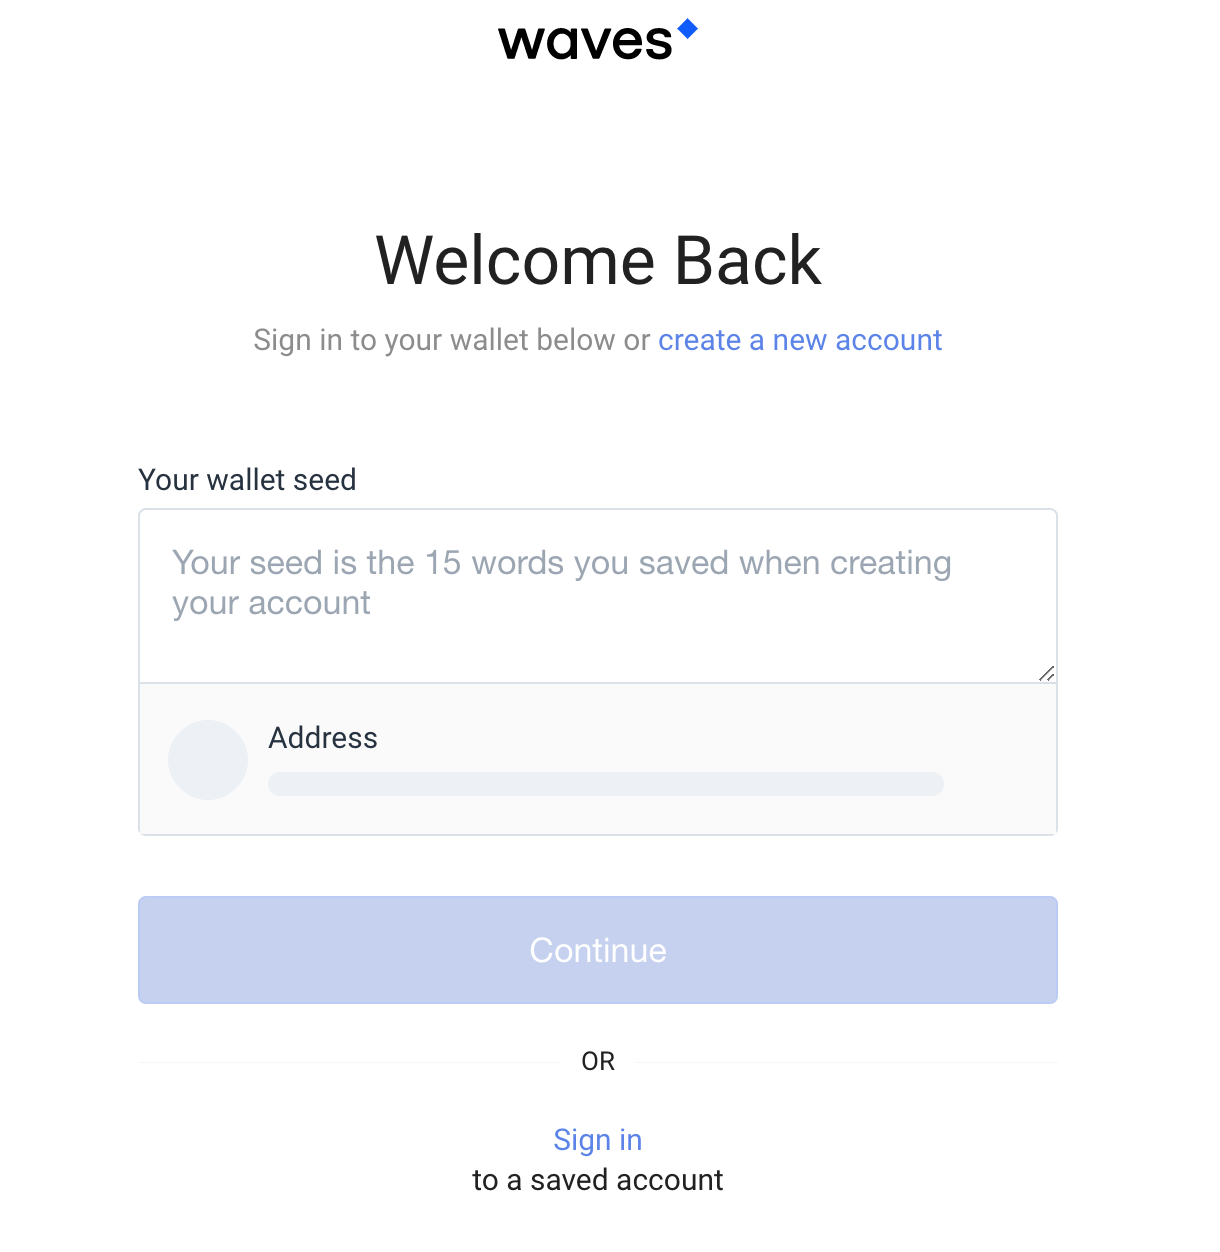 waves
Welcome Back
Sign in to your wallet below or create a new account
Your wallet seed
Your seed is the 15 words you saved when creating
your account
Address
Continue
OR
Sign in
to a saved account